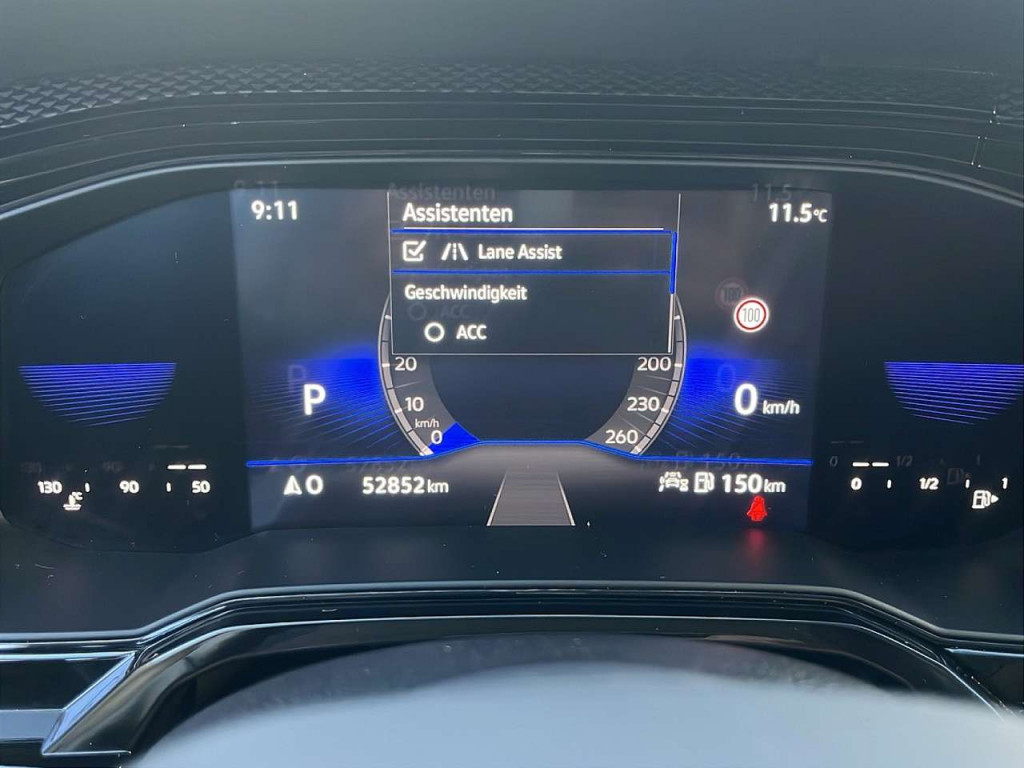 9:11
Assistenten
11.5°C
Lane Assist
Geschwindigkeit
100
ACC
20
200
P
10
230
0 km/h
km/h
0
260
130 90 50
O
52852 km
150 km
0 1/2 1